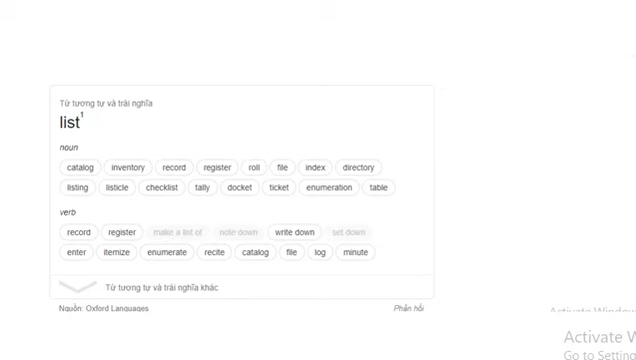 Từ tương tự và trái nghĩa
list¹
noun
catalog inventory record register roll file index directory
listing listicle checklist tally docket ticket enumeration table
verb
record register make a list of note down write down set down
enter itemize enumerate recite catalog file log minute
Từ tương tự và trái nghĩa khác
Nguồn: Oxford Languages Phản hồi
Activate Window
Activate W
Go to Setting